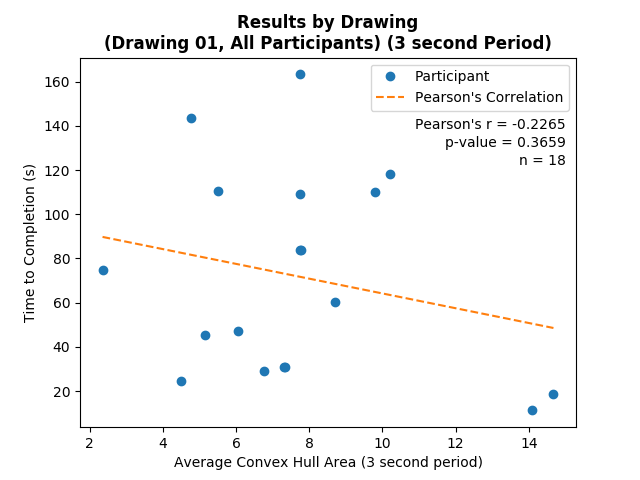 Results by Drawing
(Drawing 01, All Participants) (3 second Period)
Participant
Pearson's Correlation
Pearson's r = -0.2265
p-value = 0.3659
n = 18
Time to Completion (s)
160
140
120
100
80
60
40
20
2 4 6 8 10 12 14
Average Convex Hull Area (3 second period)